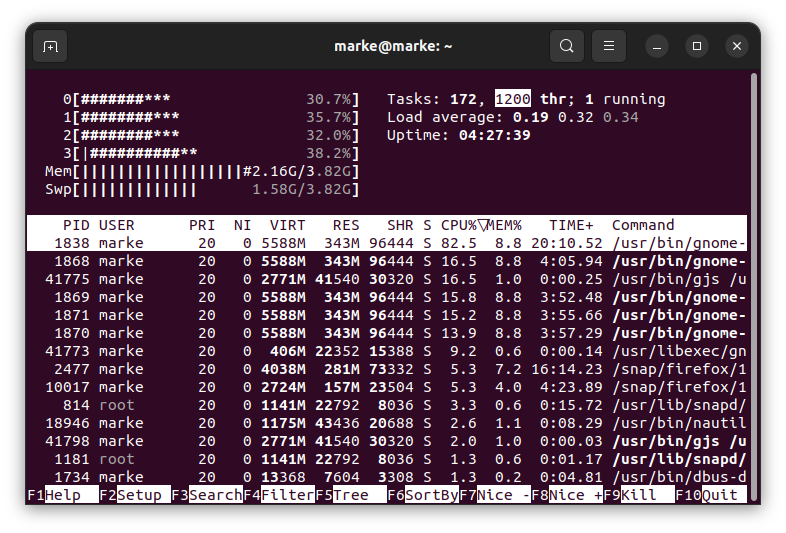 marke@marke: ~
0[#######*** 30.7%] Tasks: 172, 1200 thr; 1 running
1[########*** 35.7%] Load average: 0.19 0.32 0.34
2[########*** 32.0%] Uptime: 04:27:39
3[|##########** 38.2%]
Mem[||||||||||||||||||#2.16G/3.82G]
Swp[||||||||||||| 1.58G/3.82G]
PID USER PRI NI VIRT RES SHR S CPU%▽MEM% TIME+ Command
1838 marke 20 0 5588M 343M 96444 S 82.5 8.8 20:10.52 /usr/bin/gnome-
1868 marke 20 0 5588M 343M 96444 S 16.5 8.8 4:05.94 /usr/bin/gnome-
41775 marke 20 0 2771M 41540 30320 S 16.5 1.0 0:00.25 /usr/bin/gjs /u
1869 marke 20 0 5588M 343M 96444 S 15.8 8.8 3:52.48 /usr/bin/gnome-
1871 marke 20 0 5588M 343M 96444 S 15.2 8.8 3:55.66 /usr/bin/gnome-
1870 marke 20 0 5588M 343M 96444 S 13.9 8.8 3:57.29 /usr/bin/gnome-
41773 marke 20 0 406M 22352 15388 S 9.2 0.6 0:00.14 /usr/libexec/gn
2477 marke 20 0 4038M 281M 73332 S 5.3 7.2 16:14.23 /snap/firefox/1
10017 marke 20 0 2724M 157M 23504 S 5.3 4.0 4:23.89 /snap/firefox/1
814 root 20 0 1141M 22792 8036 S 3.3 0.6 0:15.72 /usr/lib/snapd/
18946 marke 20 0 1175M 43436 20688 S 2.6 1.1 0:08.29 /usr/bin/nautil
41798 marke 20 0 2771M 41540 30320 S 2.0 1.0 0:00.03 /usr/bin/gjs /u
1181 root 20 0 1141M 22792 8036 S 1.3 0.6 0:01.17 /usr/lib/snapd/
1734 marke 20 0 13368 7604 3308 S 1.3 0.2 0:04.81 /usr/bin/dbus-d
F1Help F2Setup F3SearchF4FilterF5Tree F6SortByF7Nice -F8Nice +F9Kill F10Quit